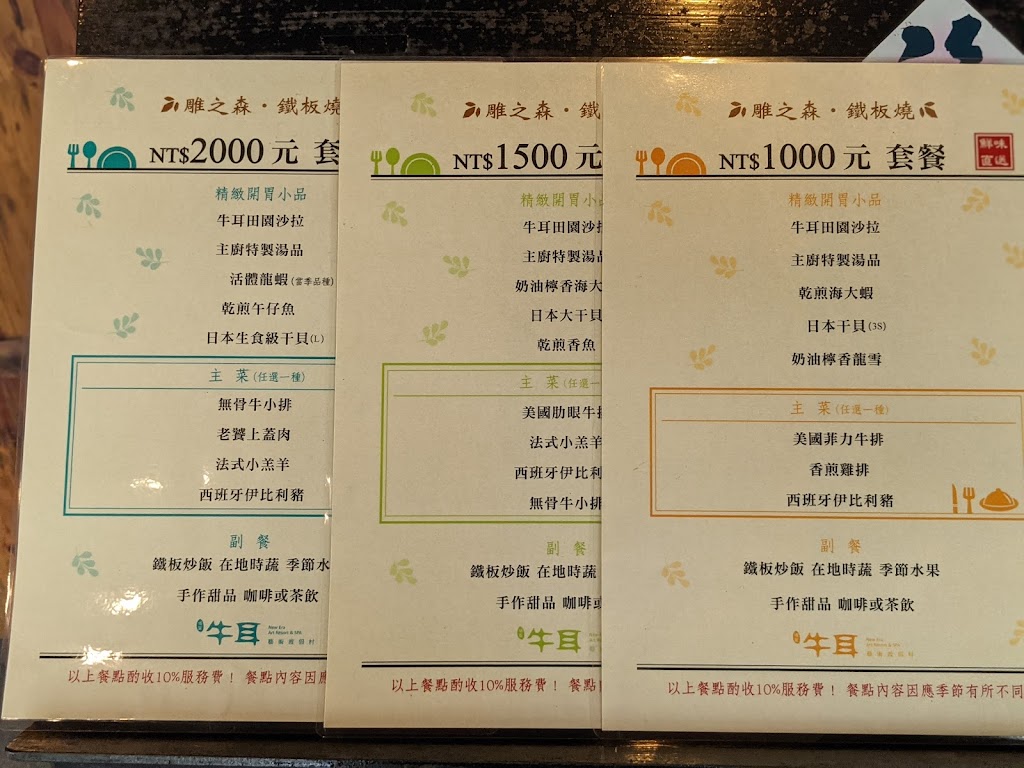 雕之森・鐵板燒
NT$2000元 套
精緻開胃小品
牛耳田園沙拉
主廚特製湯品
活體龍蝦(當季品種)
乾煎午仔魚
日本生食級干貝(L)
主 菜(任選一種)
無骨牛小排
老饕上蓋肉
法式小羔羊
西班牙伊比利豬
副 餐
鐵板炒飯 在地時蔬 季節水
手作甜品 咖啡或茶飲
牛耳
New Era
Art Resort & SPA
藝術渡假村
以上餐點酌收10%服務費！ 餐點內容因應
雕之森・鐵
NT$1500元
精緻開胃小品
牛耳田園沙拉
主廚特製湯品
奶油檸香海大
日本大干貝
乾煎香魚
主 菜(任選一
美國肋眼牛排
法式小羔羊
西班牙伊比利
無骨牛小排
副 餐
鐵板炒飯 在地時蔬
手作甜品 咖啡或
牛耳
以上餐點酌收10%服務費！ 餐點
雕之森・鐵板燒
NT$1000元 套餐
鮮味
直送
精緻開胃小品
牛耳田園沙拉
主廚特製湯品
乾煎海大蝦
日本干貝(3S)
奶油檸香龍雪
主 菜(任選一種)
美國菲力牛排
香煎雞排
西班牙伊比利豬
副 餐
鐵板炒飯 在地時蔬 季節水果
手作甜品 咖啡或茶飲
牛耳
New Era
Art Resort & SPA
藝術渡假村
以上餐點酌收10%服務費！ 餐點內容因應季節有所不同